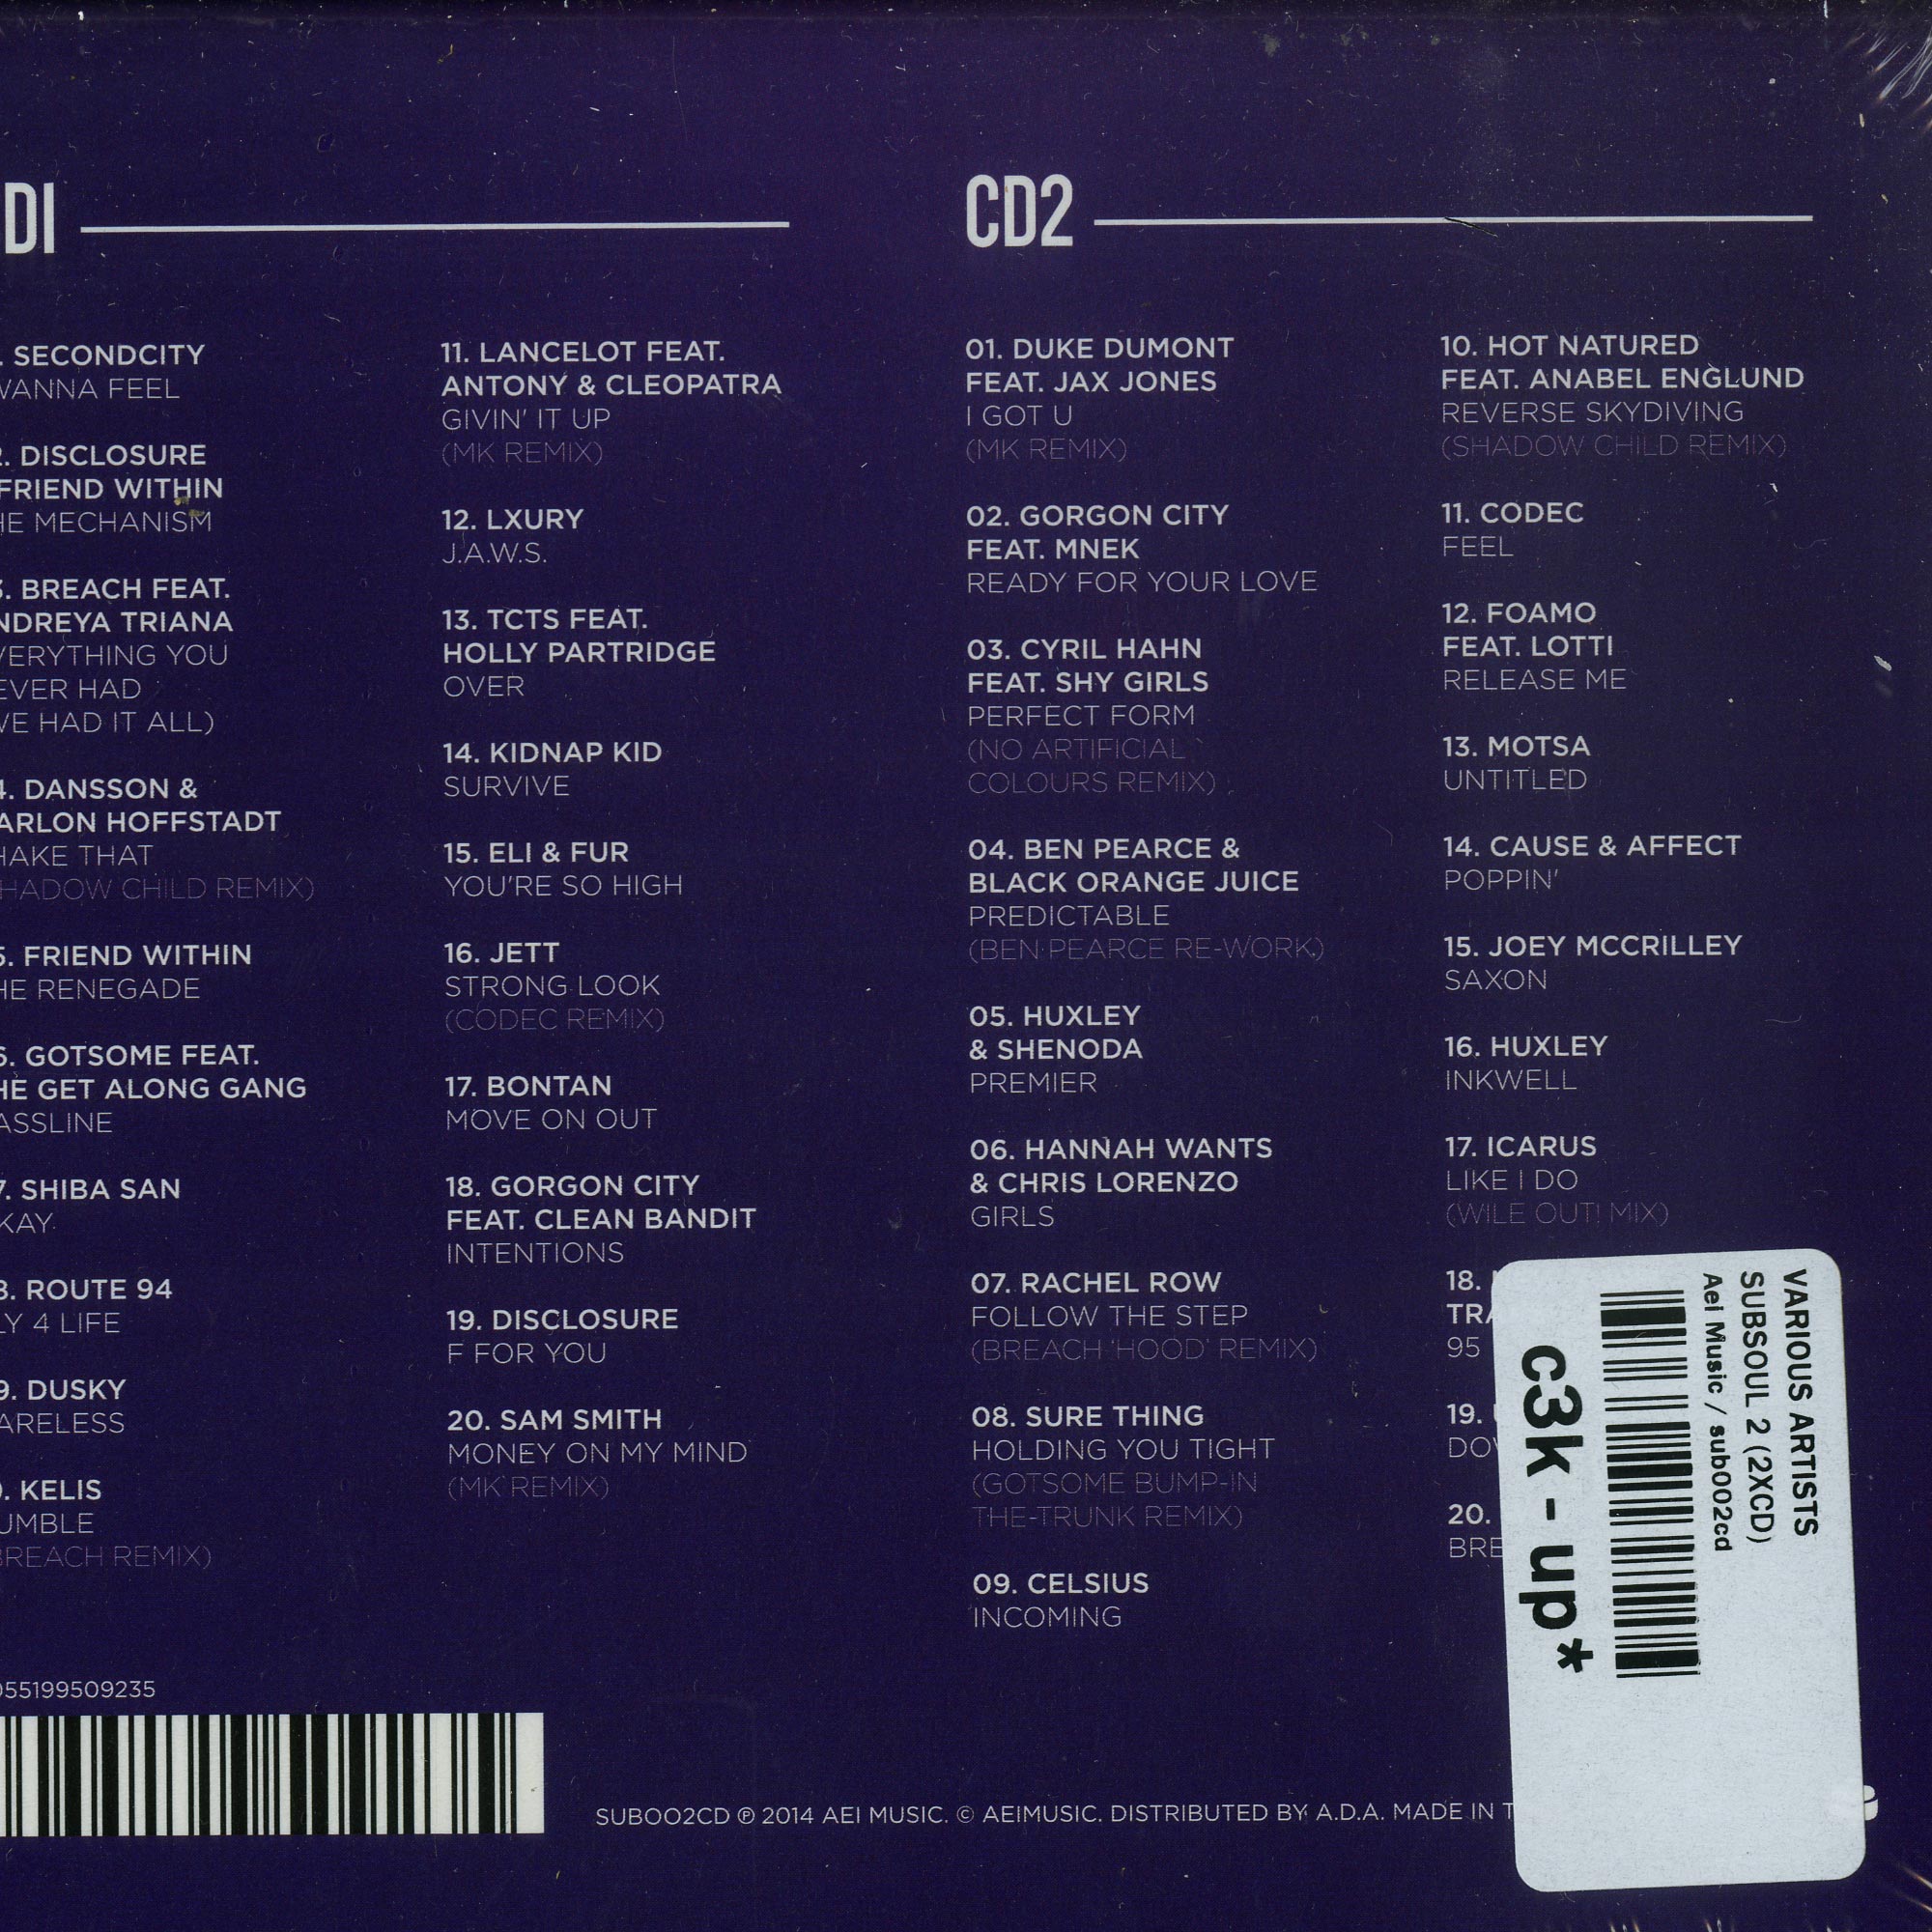 DI
SECONDCITY
WANNA FEEL
DISCLOSURE
FRIEND WITHIN
HE MECHANISM
BREACH FEAT.
NDREYA TRIANA
VERYTHING YOU
EVER HAD
WE HAD IT ALL)
DANSSON &
ARLON HOFFSTADT
HAKE THAT
HADOW CHILD REMIX)
FRIEND WITHIN
HE RENEGADE
GOTSOME FEAT.
HE GET ALONG GANG
ASSLINE
SHIBA SAN
KAY
ROUTE 94
LY 4 LIFE
DUSKY
ARELESS
KELIS
UMBLE
BREACH REMIX)
11. LANCELOT FEAT.
ANTONY & CLEOPATRA
GIVIN' IT UP
(MK REMIX)
12. LXURY
J.A.W.S.
13. TCTS FEAT.
HOLLY PARTRIDGE
OVER
14. KIDNAP KID
SURVIVE
15. ELI & FUR
YOU'RE SO HIGH
16. JETT
STRONG LOOK
(CODEC REMIX)
17. BONTAN
MOVE ON OUT
18. GORGON CITY
FEAT. CLEAN BANDIT
INTENTIONS
19. DISCLOSURE
F FOR YOU
20. SAM SMITH
MONEY ON MY MIND
(MK REMIX)
CD2
01. DUKE DUMONT
FEAT. JAX JONES
I GOT U
(MK REMIX)
02. GORGON CITY
FEAT. MNEK
READY FOR YOUR LOVE
03. CYRIL HAHN
FEAT. SHY GIRLS
PERFECT FORM
(NO ARTIFICIAL
COLOURS REMIX)
04. BEN PEARCE &
BLACK ORANGE JUICE
PREDICTABLE
(BEN PEARCE RE-WORK)
05. HUXLEY
& SHENODA
PREMIER
06. HANNAH WANTS
& CHRIS LORENZO
GIRLS
07. RACHEL ROW
FOLLOW THE STEP
(BREACH 'HOOD' REMIX)
08. SURE THING
HOLDING YOU TIGHT
(GOTSOME BUMP-IN
THE-TRUNK REMIX)
09. CELSIUS
INCOMING
10. HOT NATURED
FEAT. ANABEL ENGLUND
REVERSE SKYDIVING
(SHADOW CHILD REMIX)
11. CODEC
FEEL
12. FOAMO
FEAT. LOTTI
RELEASE ME
13. MOTSA
UNTITLED
14. CAUSE & AFFECT
POPPIN'
15. JOEY MCCRILLEY
SAXON
16. HUXLEY
INKWELL
17. ICARUS
LIKE I DO
(WILE OUT! MIX)
18.
TRA
95
19.
DO
20.
BRE
VARIOUS ARTISTS
SUBSOUL 2 (2XCD)
Aei Music / sub002cd
c3k - up*
055199509235
SUB002CD ℗ 2014 AEI MUSIC. © AEIMUSIC. DISTRIBUTED BY A.D.A. MADE IN T